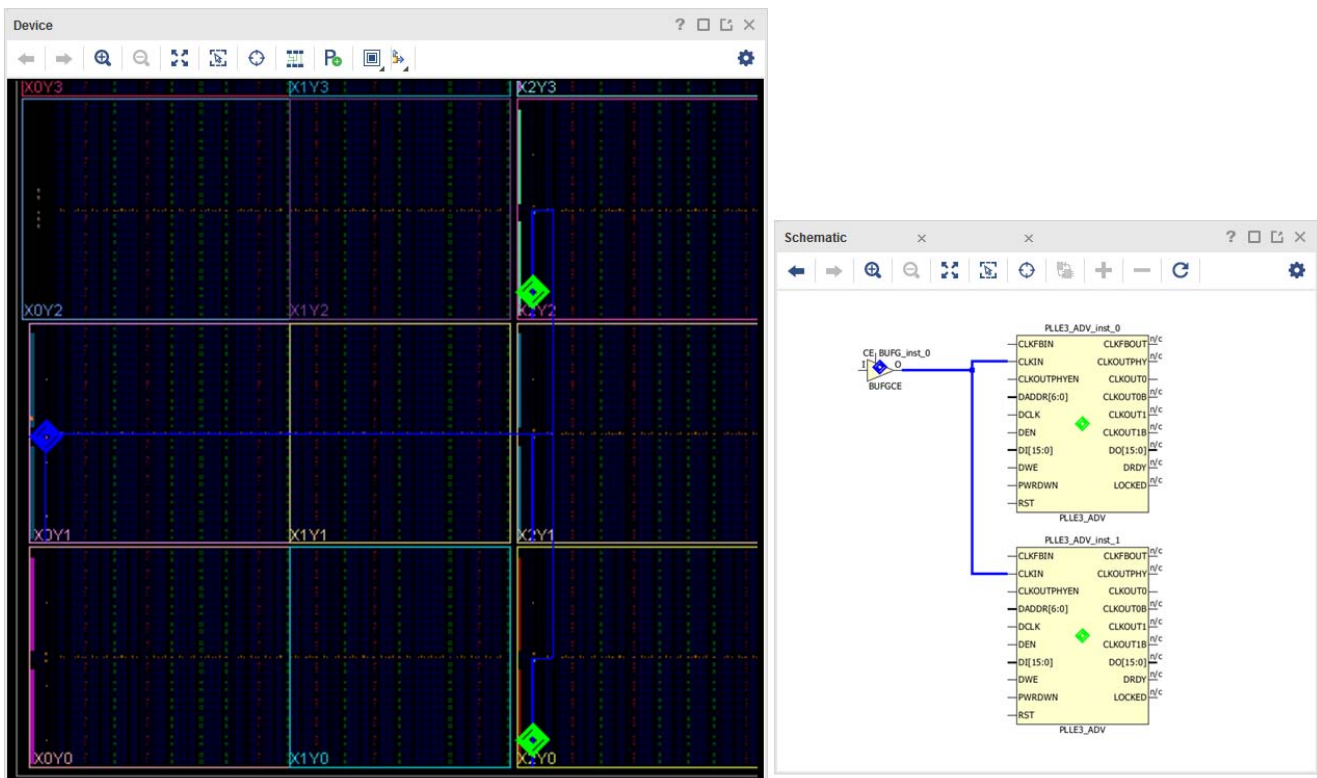 Device
X0Y3
X1Y3
X2Y3
X0Y2
X1Y2
X2Y2
X0Y1
X1Y1
X2Y1
X0Y0
X1Y0
X2Y0
Schematic
CE BUFG_inst_0
I O
BUFGCE
PLLE3_ADV_inst_0
CLKFBIN CLKFBOUT n/c
CLKIN CLKOUTPHY n/c
CLKOUTPHYEN CLKOUT0
DADDR[6:0] CLKOUT0B n/c
DCLK CLKOUT1 n/c
DEN CLKOUT1B n/c
DI[15:0] DO[15:0] n/c
DWE DRDY n/c
PWRDWN LOCKED n/c
RST
PLLE3_ADV
PLLE3_ADV_inst_1
CLKFBIN CLKFBOUT n/c
CLKIN CLKOUTPHY n/c
CLKOUTPHYEN CLKOUT0
DADDR[6:0] CLKOUT0B n/c
DCLK CLKOUT1 n/c
DEN CLKOUT1B n/c
DI[15:0] DO[15:0] n/c
DWE DRDY n/c
PWRDWN LOCKED n/c
RST
PLLE3_ADV